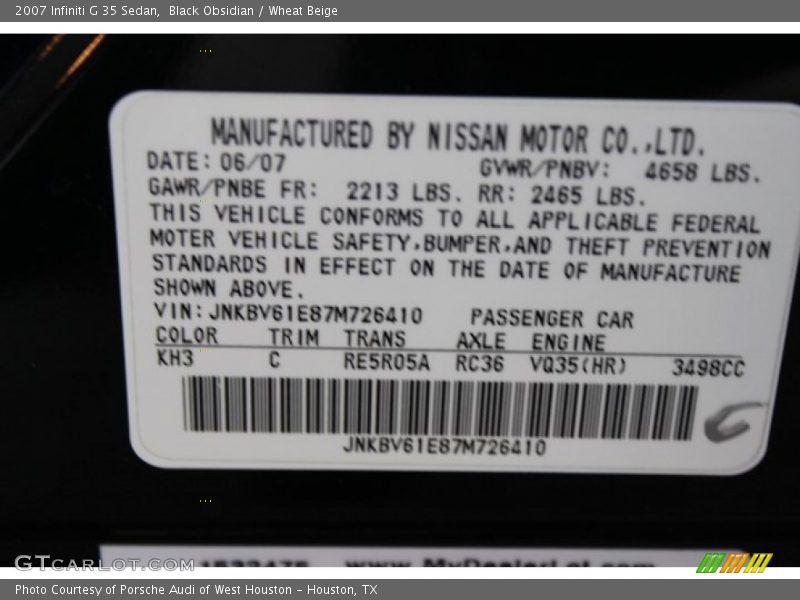 2007 Infiniti G 35 Sedan,  Black Obsidian / Wheat Beige
MANUFACTURED BY NISSAN MOTOR CO.,LTD.
DATE: 06/07 GVWR/PNBV: 4658 LBS.
GAWR/PNBE FR: 2213 LBS. RR: 2465 LBS.
THIS VEHICLE CONFORMS TO ALL APPLICABLE FEDERAL
MOTER VEHICLE SAFETY,BUMPER,AND THEFT PREVENTION
STANDARDS IN EFFECT ON THE DATE OF MANUFACTURE
SHOWN ABOVE.
VIN: JNKBV61E87M726410 PASSENGER CAR
COLOR TRIM TRANS AXLE ENGINE
KH3 C RE5R05A RC36 VQ35(HR) 3498CC
JNKBV61E87M726410
GTCARLOT.COM
Photo Courtesy of Porsche Audi of West Houston - Houston, TX